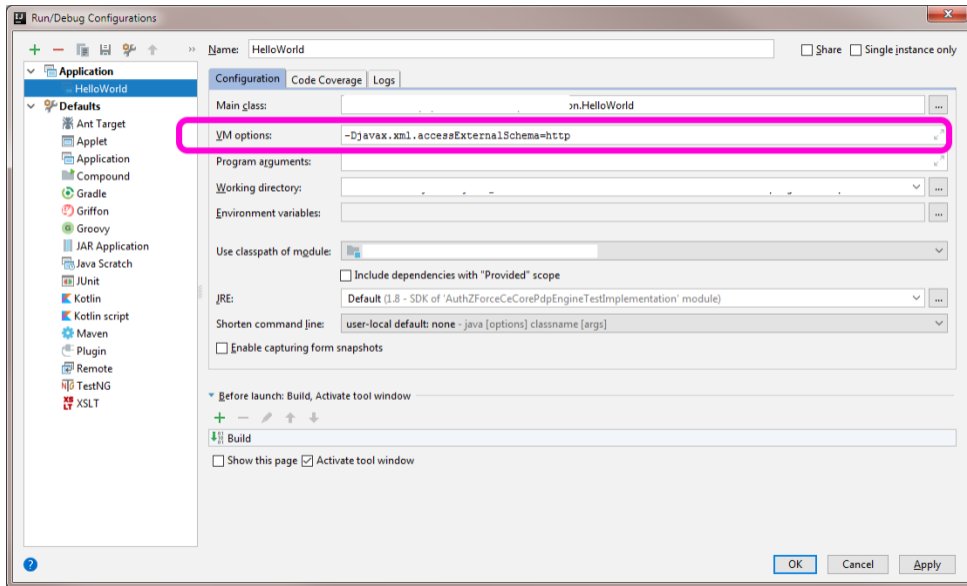 Run/Debug Configurations
Name: HelloWorld
Share
Single instance only
Application
HelloWorld
Defaults
Ant Target
Applet
Application
Compound
Gradle
Griffon
Groovy
JAR Application
Java Scratch
JUnit
Kotlin
Kotlin script
Maven
Plugin
Remote
TestNG
XSLT
Configuration Code Coverage Logs
Main class: .HelloWorld ...
VM options: -Djavax.xml.accessExternalSchema=http
Program arguments:
Working directory: ...
Environment variables: ...
Use classpath of module:
Include dependencies with "Provided" scope
JRE: Default (1.8 - SDK of 'AuthZForceCeCorePdpEngineTestImplementation' module) ...
Shorten command line: user-local default: none - java [options] classname [args]
Enable capturing form snapshots
Before launch: Build, Activate tool window
Build
Show this page Activate tool window
? OK Cancel Apply